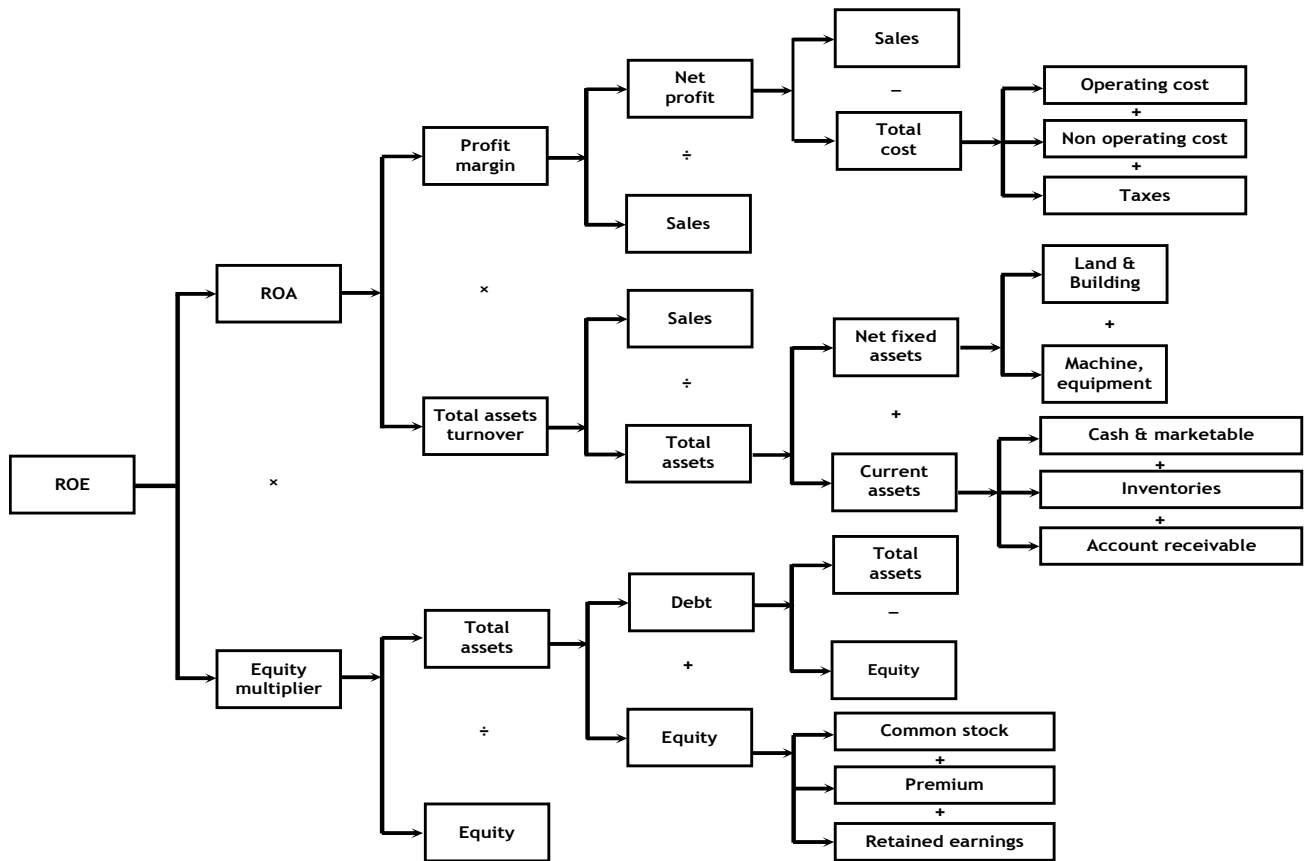 Sales
Net
profit
–
Operating cost
+
Total
cost
Non operating cost
+
Taxes
Profit
margin
÷
Sales
ROA
×
Land &
Building
+
Machine,
equipment
Sales
÷
Net fixed
assets
+
Total assets
turnover
Total
assets
Current
assets
Cash & marketable
+
Inventories
+
Account receivable
ROE
×
Total
assets
–
Equity
Debt
+
Equity
Total
assets
÷
Equity
Equity
multiplier
Common stock
+
Premium
+
Retained earnings